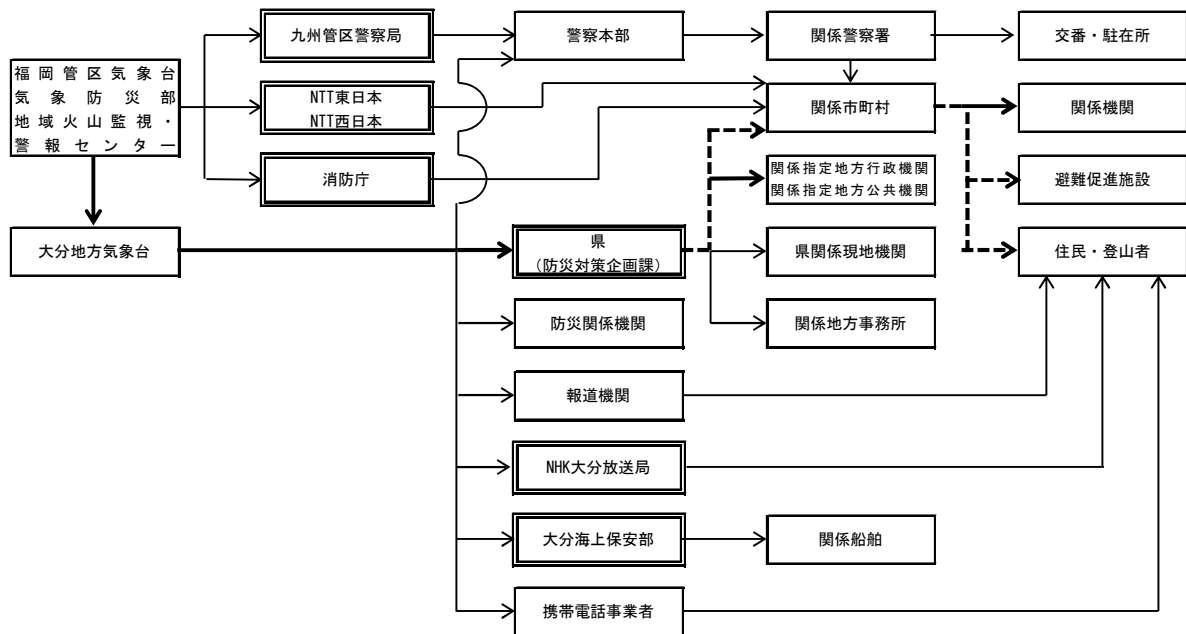 九州管区警察局
警察本部
関係警察署
交番・駐在所
福岡管区気象台
気象防災部
地域火山監視・
警報センター
NTT東日本
NTT西日本
関係市町村
関係機関
消防庁
関係指定地方行政機関
関係指定地方公共機関
避難促進施設
大分地方気象台
県
(防災対策企画課)
県関係現地機関
住民・登山者
防災関係機関
関係地方事務所
報道機関
NHK大分放送局
大分海上保安部
関係船舶
携帯電話事業者